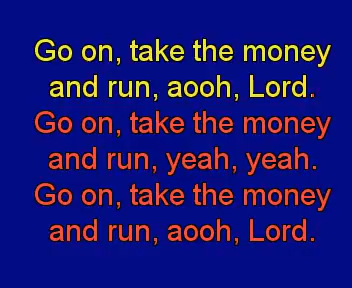 Go on, take the money
and run, aooh, Lord.
Go on, take the money
and run, yeah, yeah.
Go on, take the money
and run, aooh, Lord.